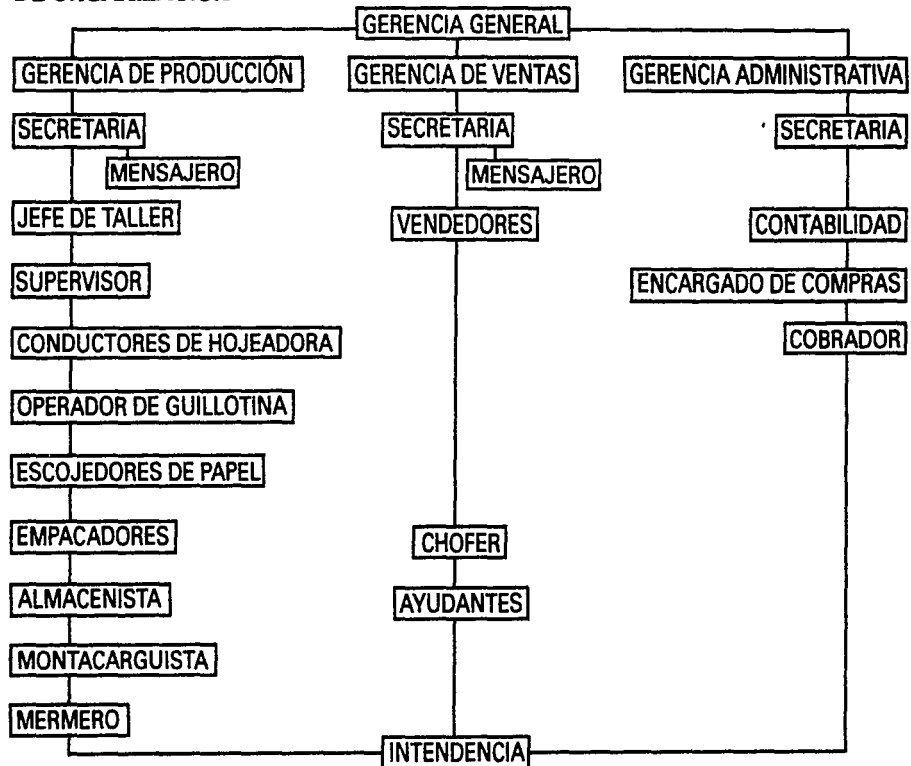 GERENCIA GENERAL
GERENCIA DE PRODUCCIÓN
GERENCIA DE VENTAS
GERENCIA ADMINISTRATIVA
SECRETARIA
SECRETARIA
SECRETARIA
MENSAJERO
MENSAJERO
JEFE DE TALLER
VENDEDORES
CONTABILIDAD
SUPERVISOR
ENCARGADO DE COMPRAS
CONDUCTORES DE HOJEADORA
COBRADOR
OPERADOR DE GUILLOTINA
ESCOJEDORES DE PAPEL
EMPACADORES
CHOFER
ALMACENISTA
AYUDANTES
MONTACARGUISTA
MERMERO
INTENDENCIA